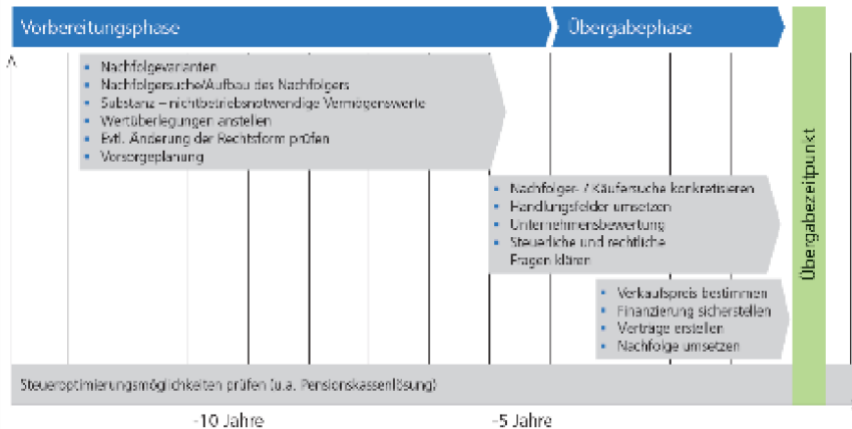 Vorbereitungsphase
Übergabephase
Nachfolgevarianten
Nachfolgersuche/Aufbau des Nachfolgers
Substanz – nichtbetriebsnotwendige Vermögenswerte
Wertüberlegungen anstellen
Evtl. Änderung der Rechtsform prüfen
Vorsorgeplanung
Nachfolger- / Käufersuche konkretisieren
Handlungsfelder umsetzen
Unternehmensbewertung
Steuerliche und rechtliche
Fragen klären
Verkaufspreis bestimmen
Finanzierung sicherstellen
Verträge erstellen
Nachfolge umsetzen
Übergabezeitpunkt
Steueroptimierungsmöglichkeiten prüfen (u.a. Pensionskassenlösung)
-10 Jahre
-5 Jahre